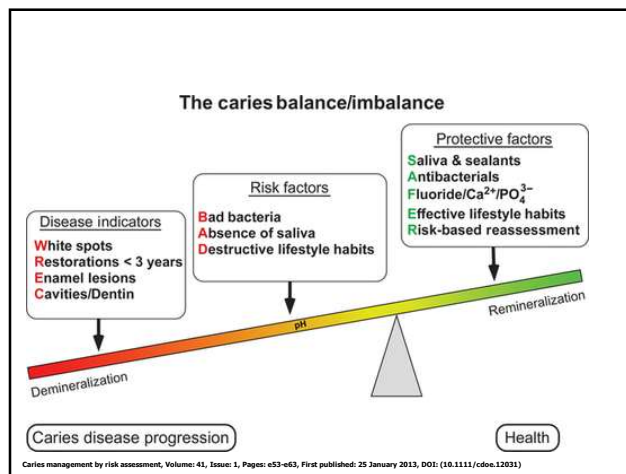 The caries balance/imbalance
Disease indicators
White spots
Restorations < 3 years
Enamel lesions
Cavities/Dentin
Risk factors
Bad bacteria
Absence of saliva
Destructive lifestyle habits
Protective factors
Saliva & sealants
Antibacterials
Fluoride/Ca²⁺/PO₄³⁻
Effective lifestyle habits
Risk-based reassessment
pH
Remineralization
Demineralization
Caries disease progression
Health
Caries management by risk assessment, Volume: 41, Issue: 1, Pages: e53-e63, First published: 25 January 2013, DOI: (10.1111/cdoe.12031)